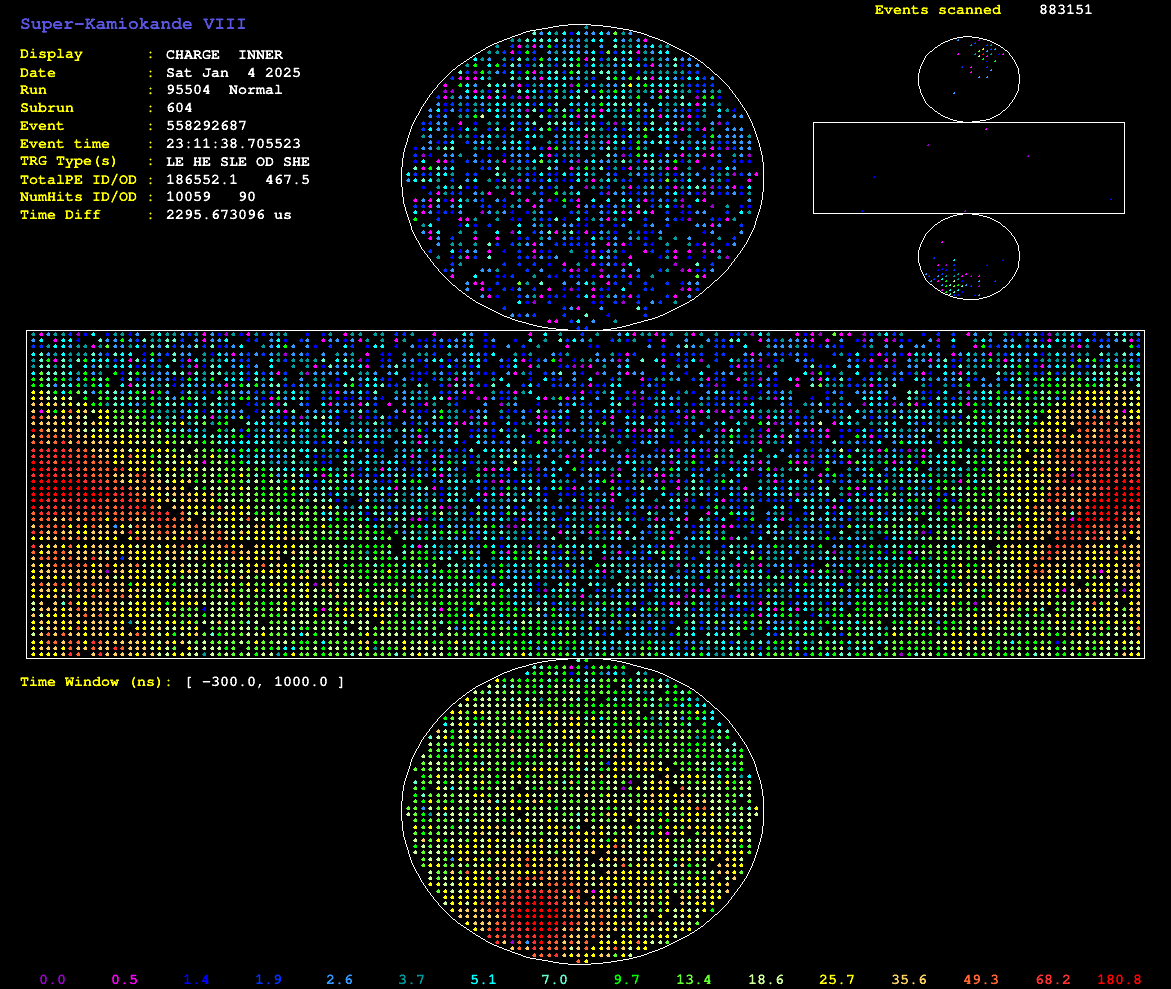 Super-Kamiokande VIII
Events scanned 883151
Display : CHARGE INNER
Date : Sat Jan 4 2025
Run : 95504 Normal
Subrun : 604
Event : 558292687
Event time : 23:11:38.705523
TRG Type(s) : LE HE SLE OD SHE
TotalPE ID/OD : 186552.1 467.5
NumHits ID/OD : 10059 90
Time Diff : 2295.673096 us
Time Window (ns): [ -300.0, 1000.0 ]
0.0 0.5 1.4 1.9 2.6 3.7 5.1 7.0 9.7 13.4 18.6 25.7 35.6 49.3 68.2 180.8